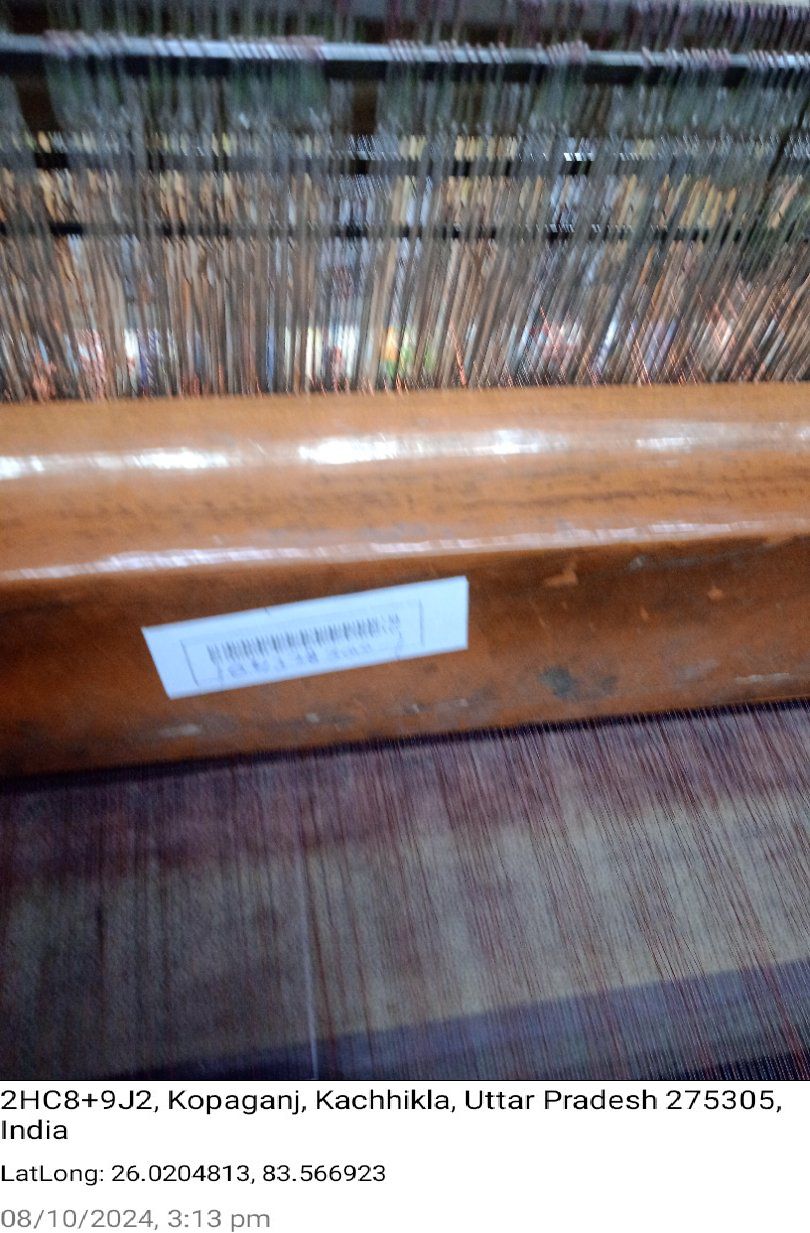 2HC8+9J2, Kopaganj, Kachhikla, Uttar Pradesh 275305,
India
LatLong: 26.0204813, 83.566923
08/10/2024, 3:13 pm